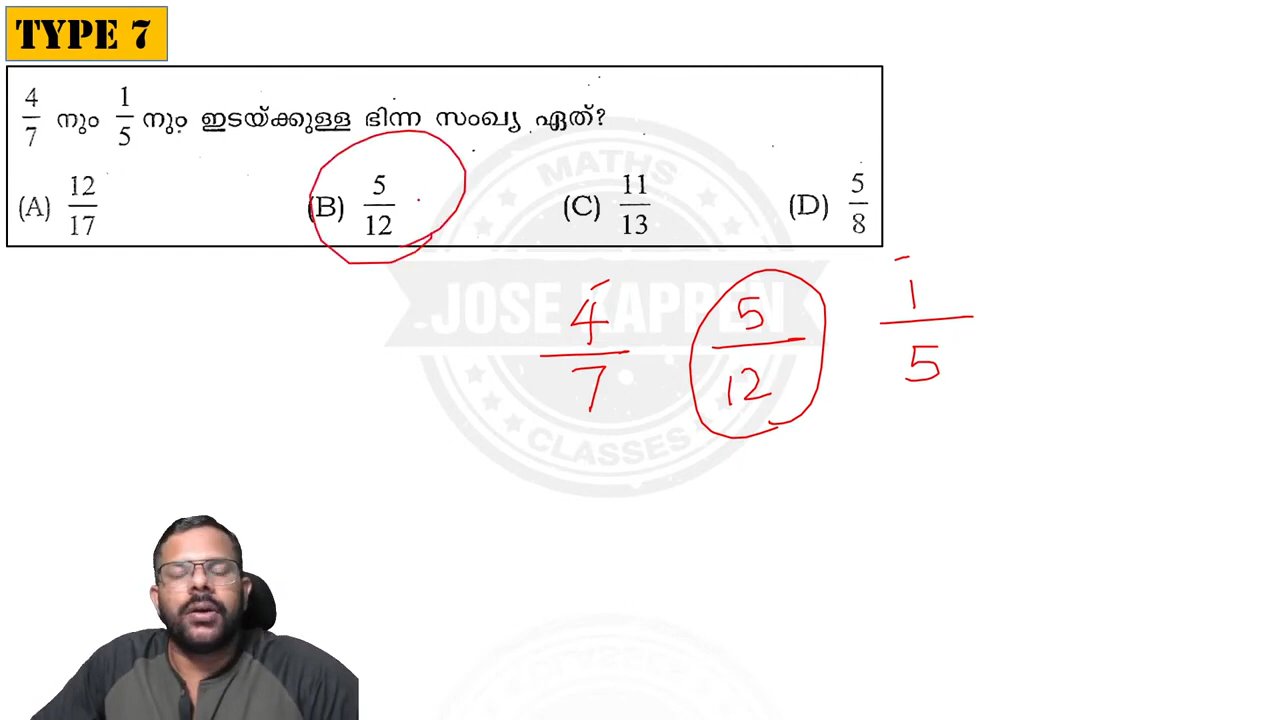 TYPE 7
4/7 നും 1/5 നും ഇടയ്ക്കുള്ള ഭിന്ന സംഖ്യ ഏത്?
(A) 12/17 (B) 5/12 (C) 11/13 (D) 5/8
MATHS
JOSE KAPPEN
CLASSES
4/7 5/12 1/5